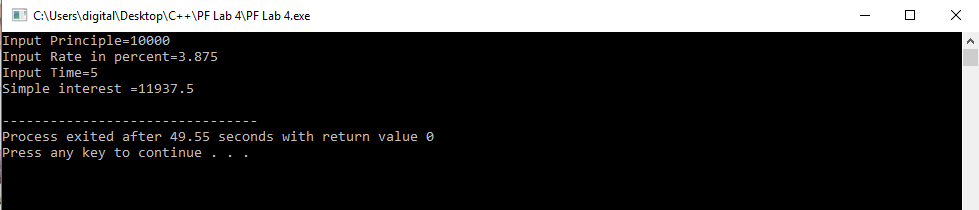 C:\Users\digital\Desktop\C++\PF Lab 4\PF Lab 4.exe
Input Principle=10000
Input Rate in percent=3.875
Input Time=5
Simple interest =11937.5
--------------------------------
Process exited after 49.55 seconds with return value 0
Press any key to continue . . .